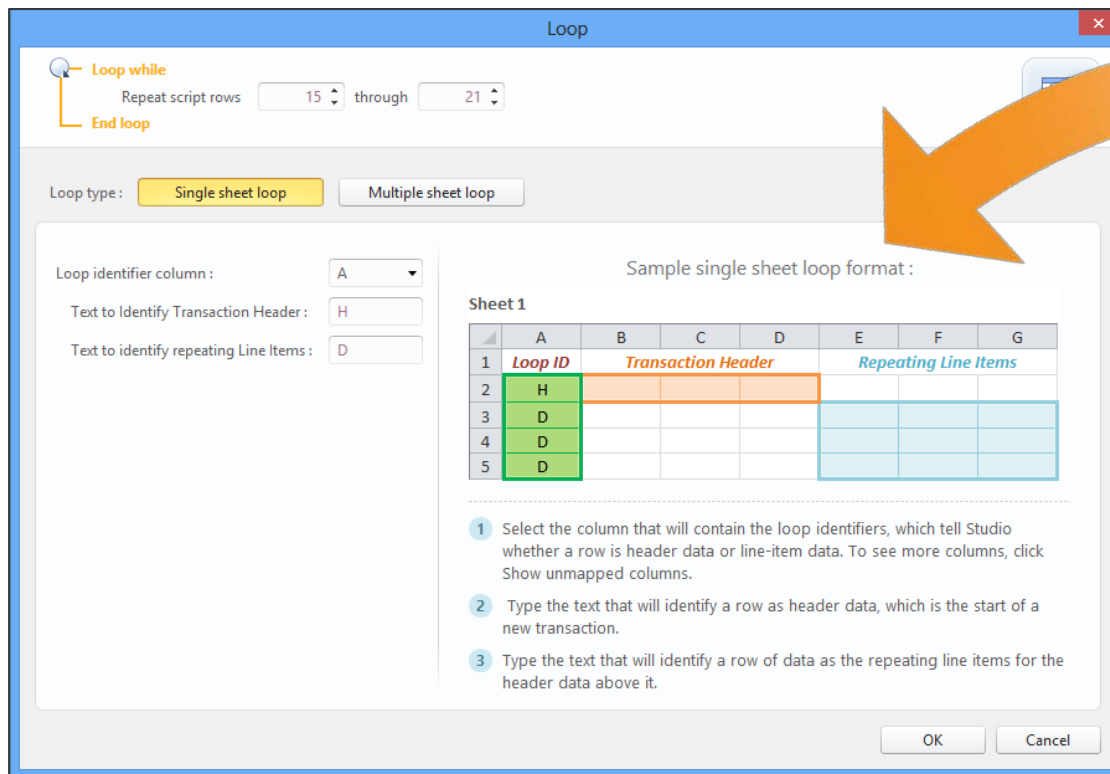 Loop
Loop while
Repeat script rows 15 through 21
End loop
Loop type : Single sheet loop Multiple sheet loop
Loop identifier column : A
Text to Identify Transaction Header : H
Text to identify repeating Line Items : D
Sample single sheet loop format :
Sheet 1
A B C D E F G
1 Loop ID Transaction Header Repeating Line Items
2 H
3 D
4 D
5 D
1 Select the column that will contain the loop identifiers, which tell Studio
whether a row is header data or line-item data. To see more columns, click
Show unmapped columns.
2 Type the text that will identify a row as header data, which is the start of a
new transaction.
3 Type the text that will identify a row of data as the repeating line items for the
header data above it.
OK Cancel